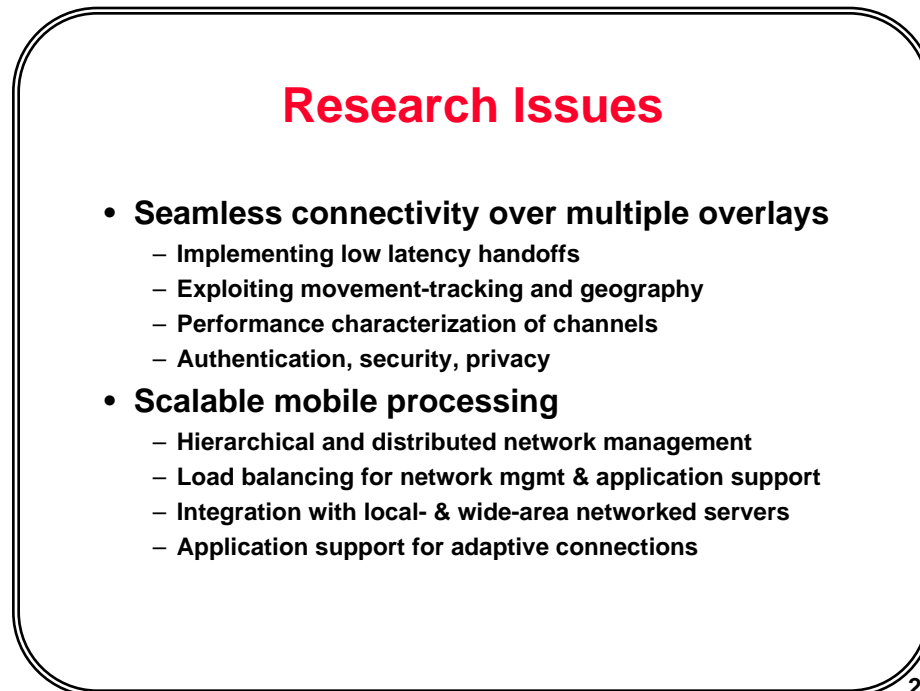 Research Issues
• Seamless connectivity over multiple overlays
– Implementing low latency handoffs
– Exploiting movement-tracking and geography
– Performance characterization of channels
– Authentication, security, privacy
• Scalable mobile processing
– Hierarchical and distributed network management
– Load balancing for network mgmt & application support
– Integration with local- & wide-area networked servers
– Application support for adaptive connections
2